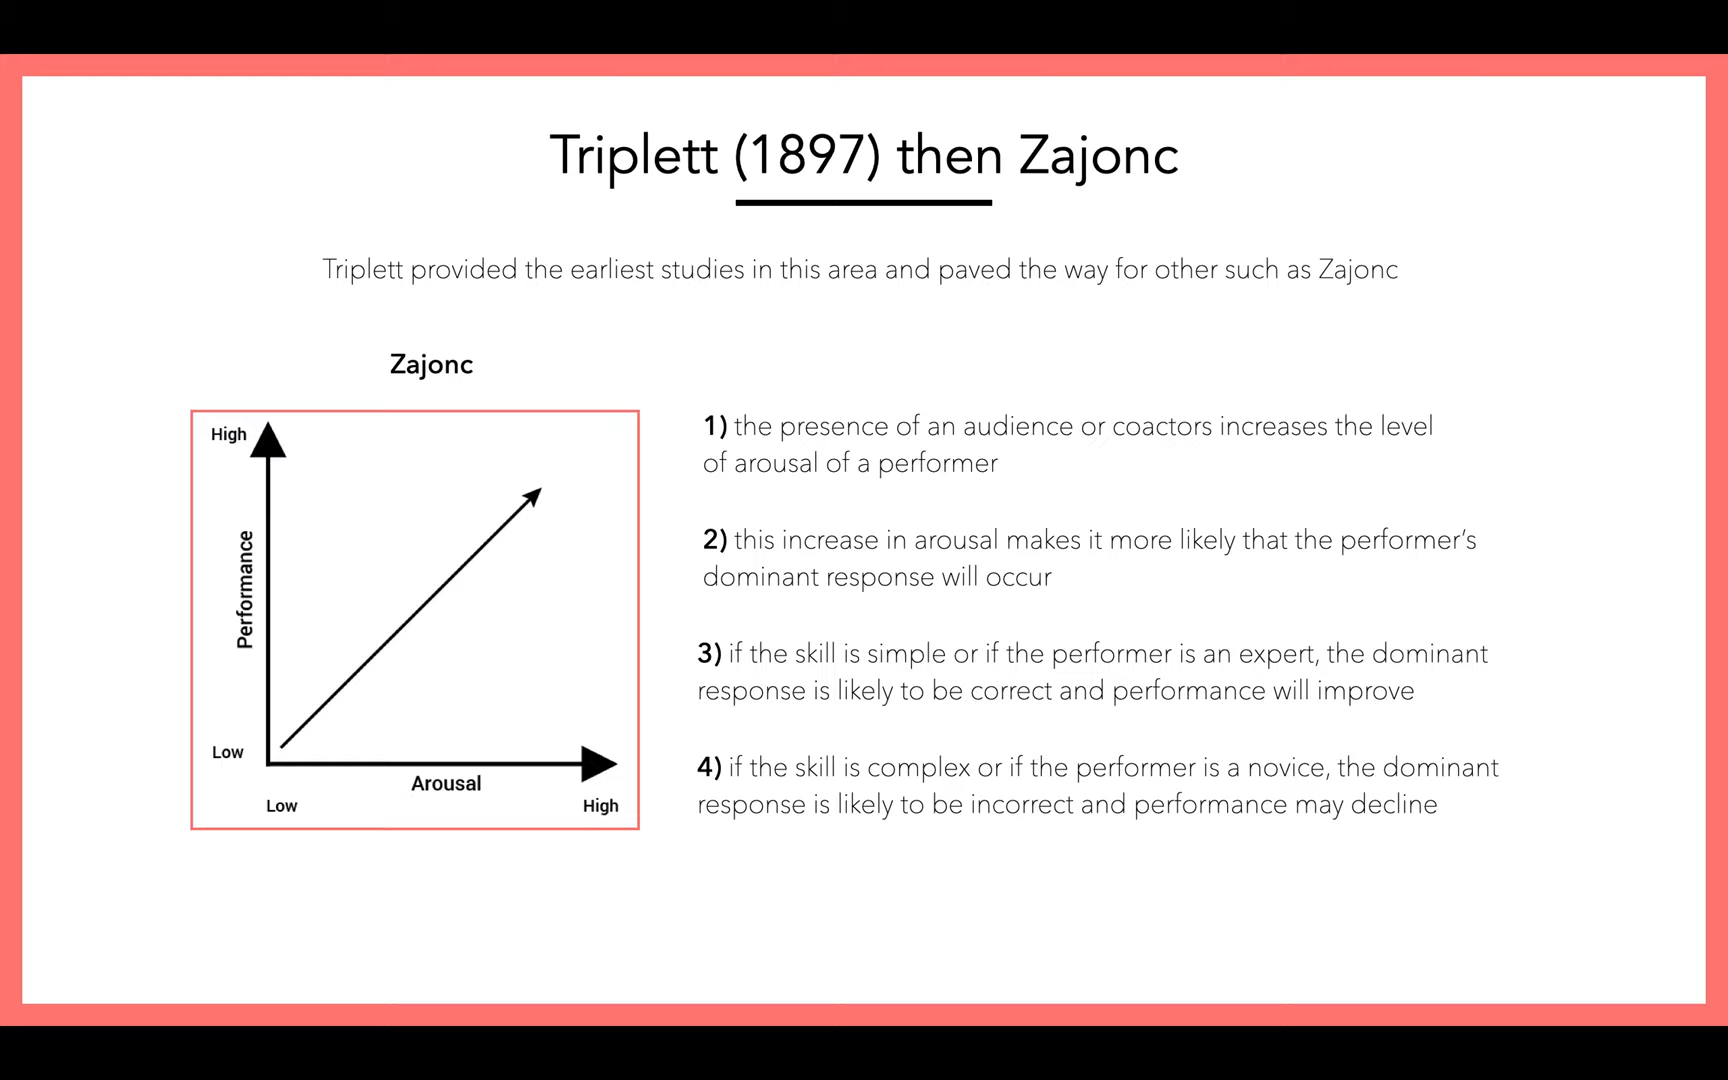 Triplett (1897) then Zajonc
Triplett provided the earliest studies in this area and paved the way for other such as Zajonc
Zajonc
High
Performance
Low
Arousal
Low
High
1) the presence of an audience or coactors increases the level
of arousal of a performer
2) this increase in arousal makes it more likely that the performer’s
dominant response will occur
3) if the skill is simple or if the performer is an expert, the dominant
response is likely to be correct and performance will improve
4) if the skill is complex or if the performer is a novice, the dominant
response is likely to be incorrect and performance may decline